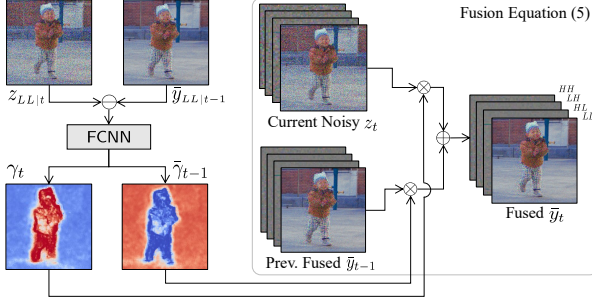 Fusion Equation (5)
z_{LL|t}
ȳ_{LL|t−1}
FCNN
γ_t
γ̄_{t−1}
Current Noisy z_t
Prev. Fused ȳ_{t−1}
HH
LH
HL
LL
Fused ȳ_t